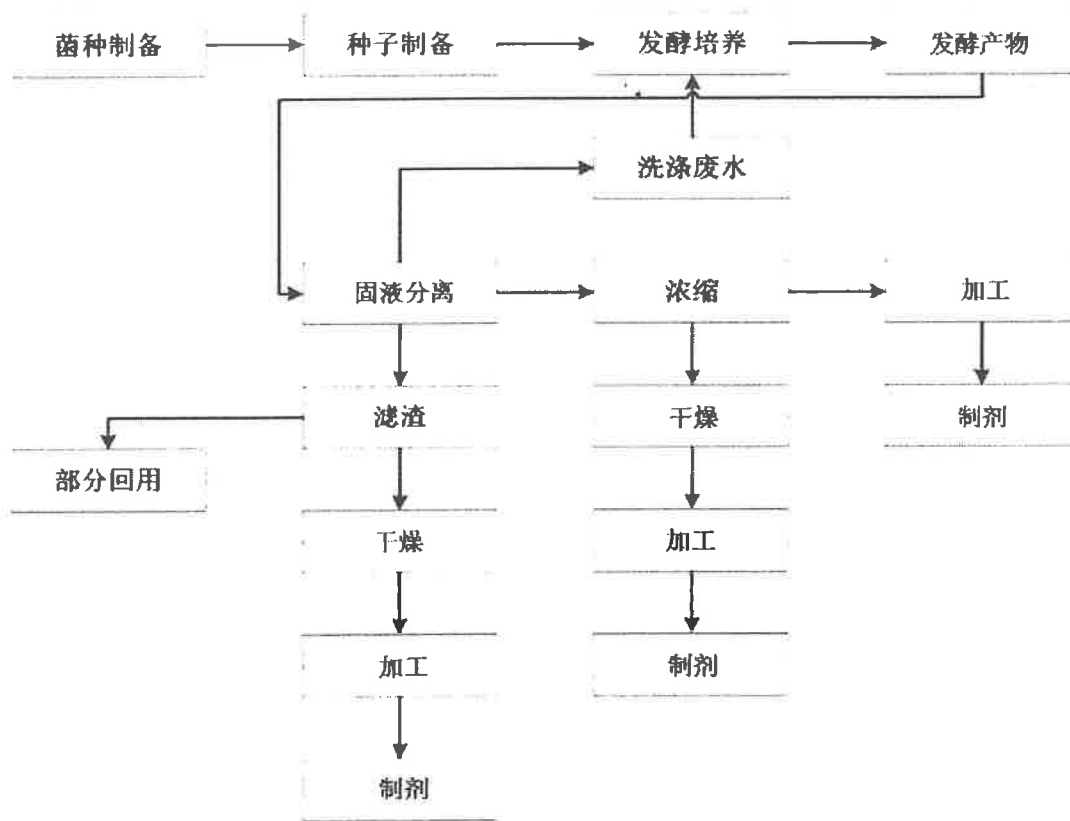 菌种制备
种子制备
发酵培养
发酵产物
洗涤废水
固液分离
浓缩
加工
滤渣
干燥
制剂
部分回用
干燥
加工
加工
制剂
制剂